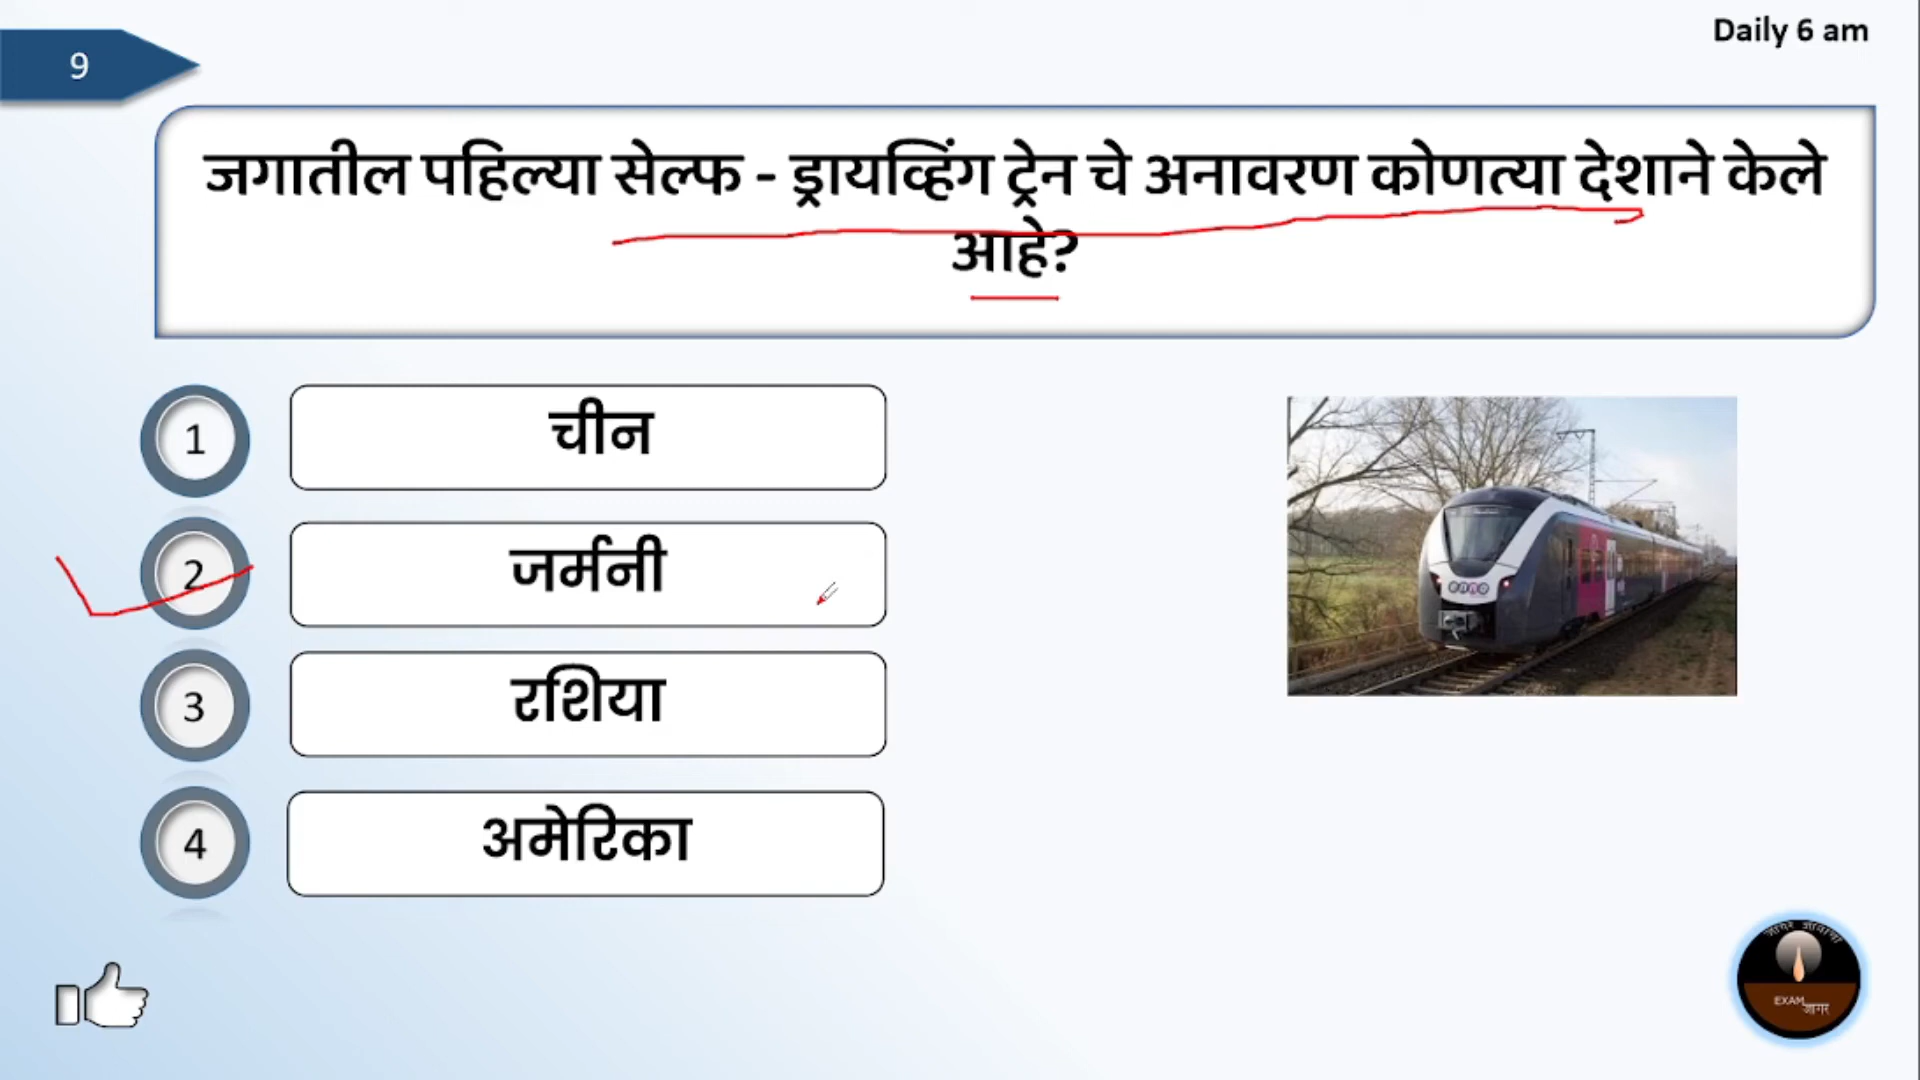 Daily 6 am
9
जगातील पहिल्या सेल्फ - ड्रायव्हिंग ट्रेन चे अनावरण कोणत्या देशाने केले
आहे?
1
चीन
2
जर्मनी
3
रशिया
4
अमेरिका
EXAM
जागर